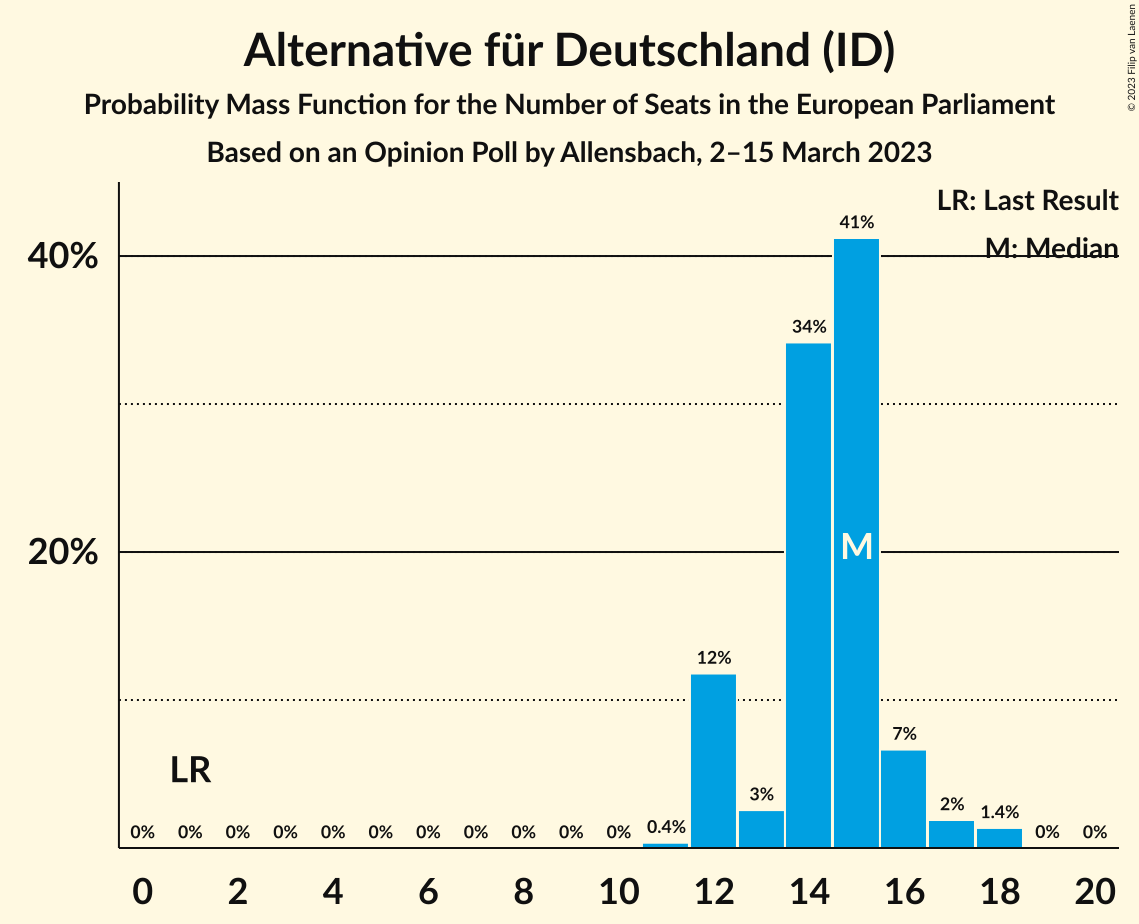 Alternative für Deutschland (ID)
Probability Mass Function for the Number of Seats in the European Parliament
Based on an Opinion Poll by Allensbach, 2–15 March 2023
© 2023 Filip van Laenen
LR: Last Result
M: Median
40%
20%
41%
34%
M
12%
7%
3%
2%
1.4%
0.4%
LR
0% 0% 0% 0% 0% 0% 0% 0% 0% 0% 0% 0% 0%
0 2 4 6 8 10 12 14 16 18 20